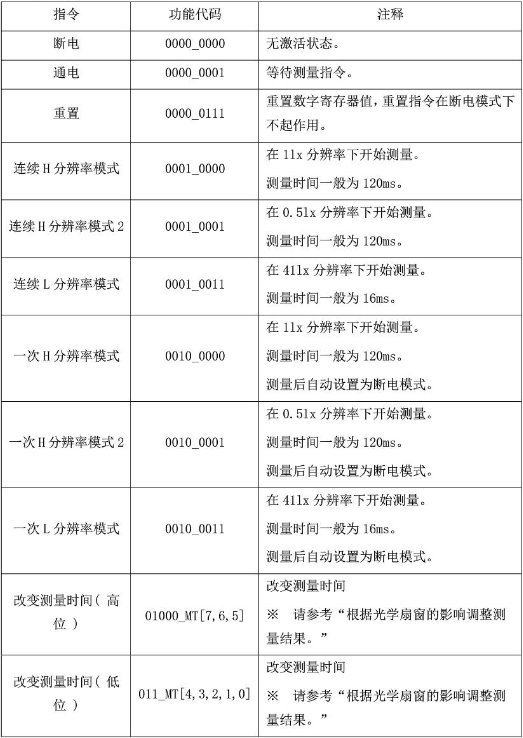 指令 功能代码 注释
断电 0000_0000 无激活状态。
通电 0000_0001 等待测量指令。
重置 0000_0111 重置数字寄存器值，重置指令在断电模式下
不起作用。
连续 H 分辨率模式 0001_0000 在 1lx 分辨率下开始测量。
测量时间一般为 120ms。
连续 H 分辨率模式 2 0001_0001 在 0.5lx 分辨率下开始测量。
测量时间一般为 120ms。
连续 L 分辨率模式 0001_0011 在 41lx 分辨率下开始测量。
测量时间一般为 16ms。
一次 H 分辨率模式 0010_0000 在 1lx 分辨率下开始测量。
测量时间一般为 120ms。
测量后自动设置为断电模式。
一次 H 分辨率模式 2 0010_0001 在 0.5lx 分辨率下开始测量。
测量时间一般为 120ms。
测量后自动设置为断电模式。
一次 L 分辨率模式 0010_0011 在 41lx 分辨率下开始测量。
测量时间一般为 16ms。
测量后自动设置为断电模式。
改变测量时间( 高
位 ) 01000_MT[7,6,5] 改变测量时间
※ 请参考“根据光学扇窗的影响调整测
量结果。”
改变测量时间( 低
位 ) 011_MT[4,3,2,1,0] 改变测量时间
※ 请参考“根据光学扇窗的影响调整测
量结果。”